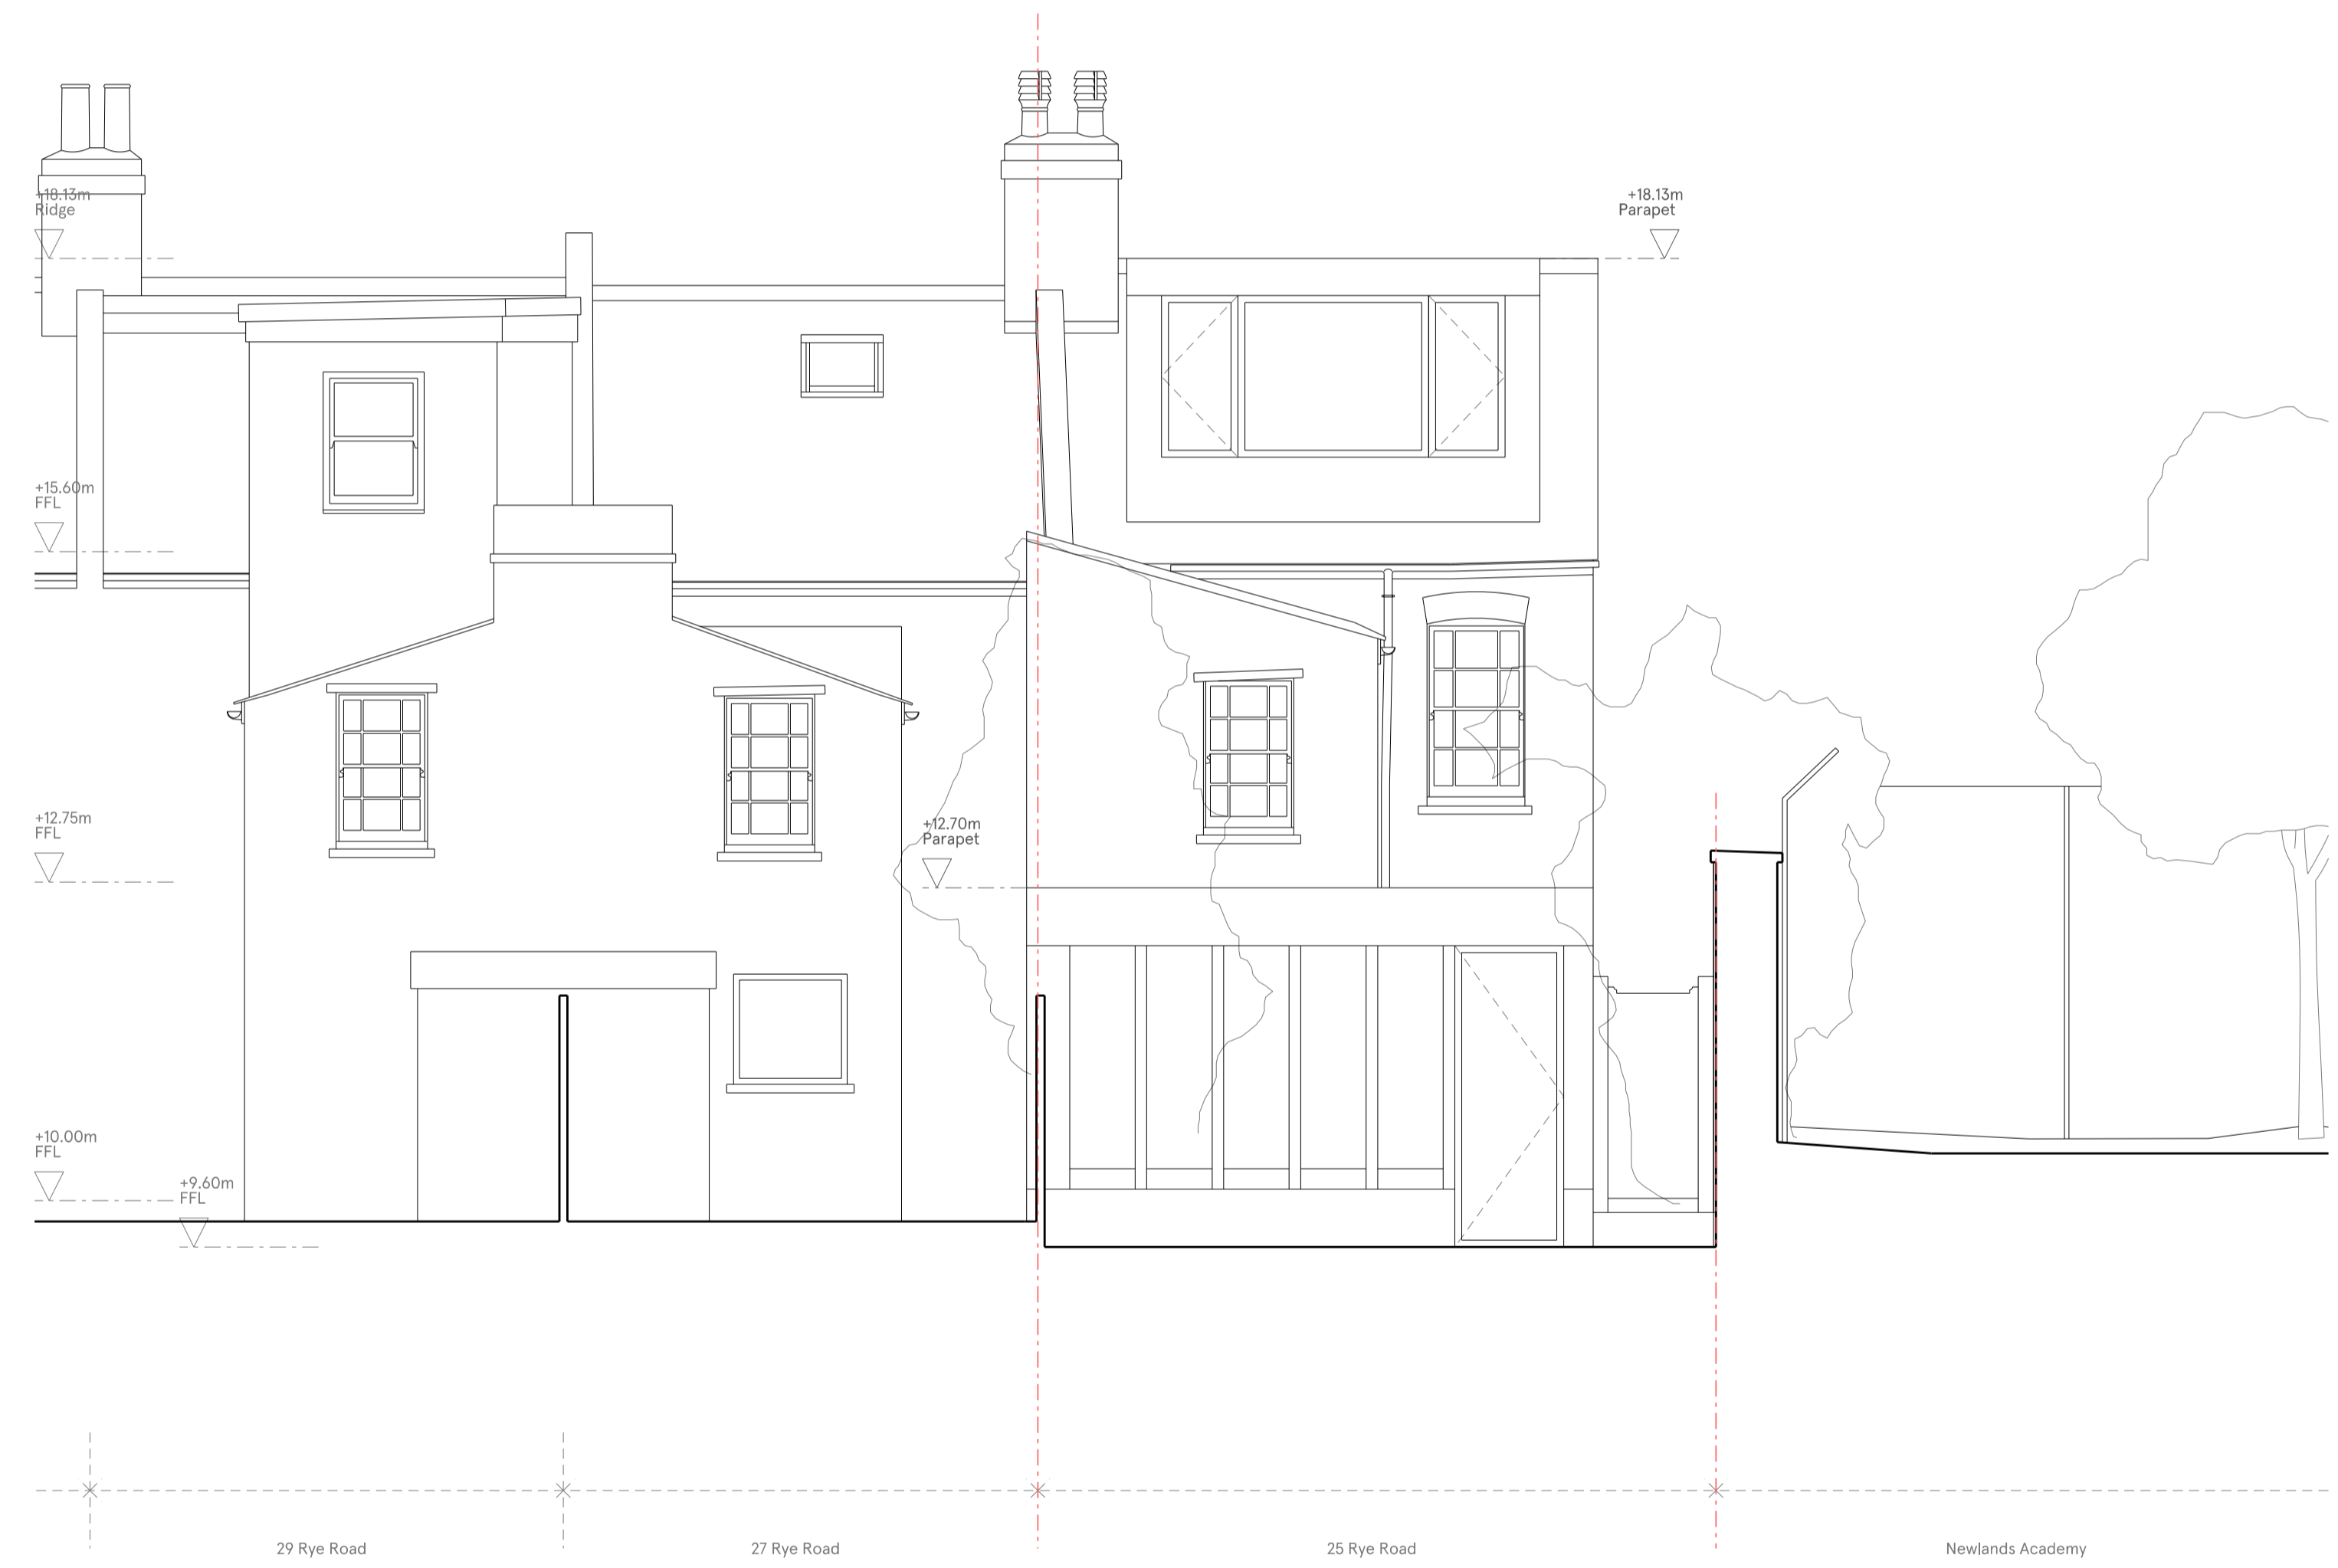 +18.13m
Ridge
+18.13m
Parapet
+15.60m
FFL
+12.75m
FFL
+12.70m
Parapet
+10.00m
FFL
+9.60m
FFL
29 Rye Road
27 Rye Road
25 Rye Road
Newlands Academy